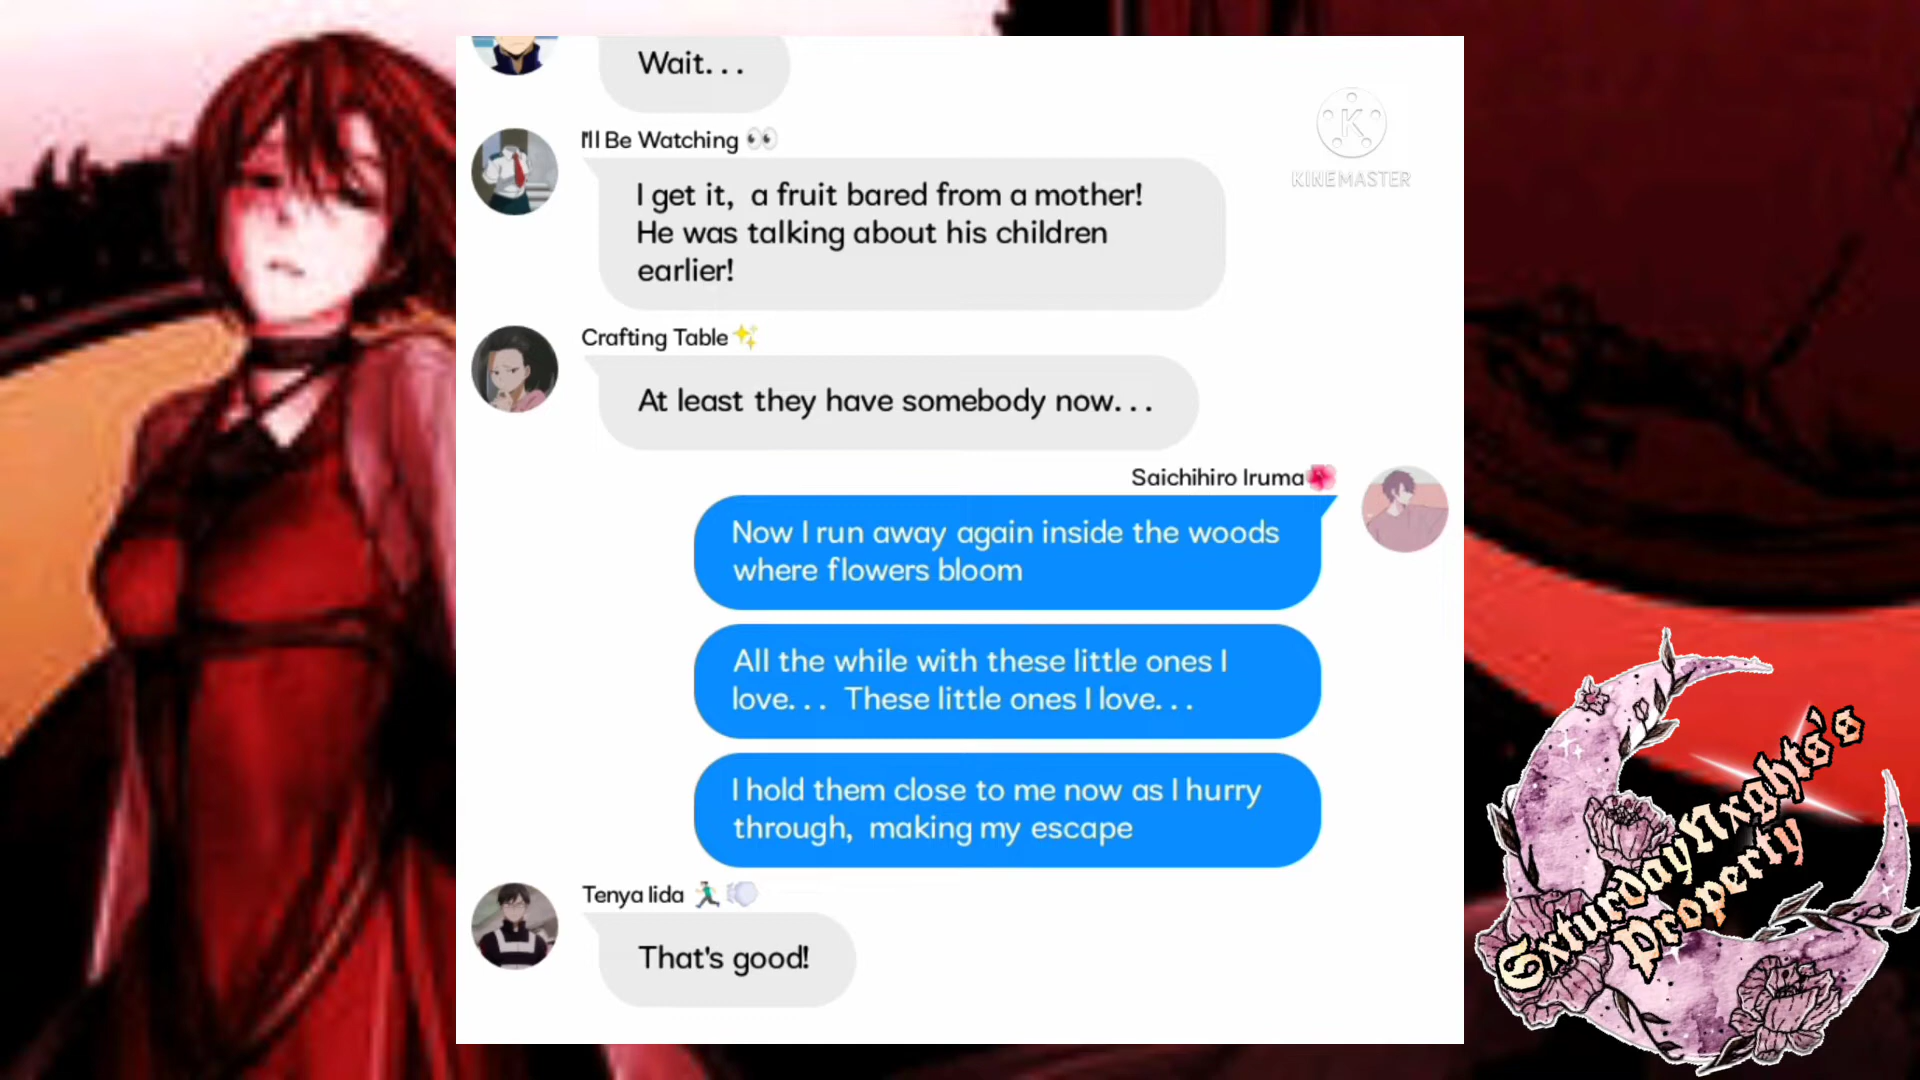 Wait. . .
KINEMASTER
I'll Be Watching 👀
I get it, a fruit bared from a mother!
He was talking about his children
earlier!
Crafting Table✨
At least they have somebody now. . .
Saichihiro Iruma🌺
Now I run away again inside the woods
where flowers bloom
All the while with these little ones I
love. . . These little ones I love. . .
I hold them close to me now as I hurry
through, making my escape
Tenya Iida 🏃‍♂️💨
That's good!
SxturdayNxghts's
Property